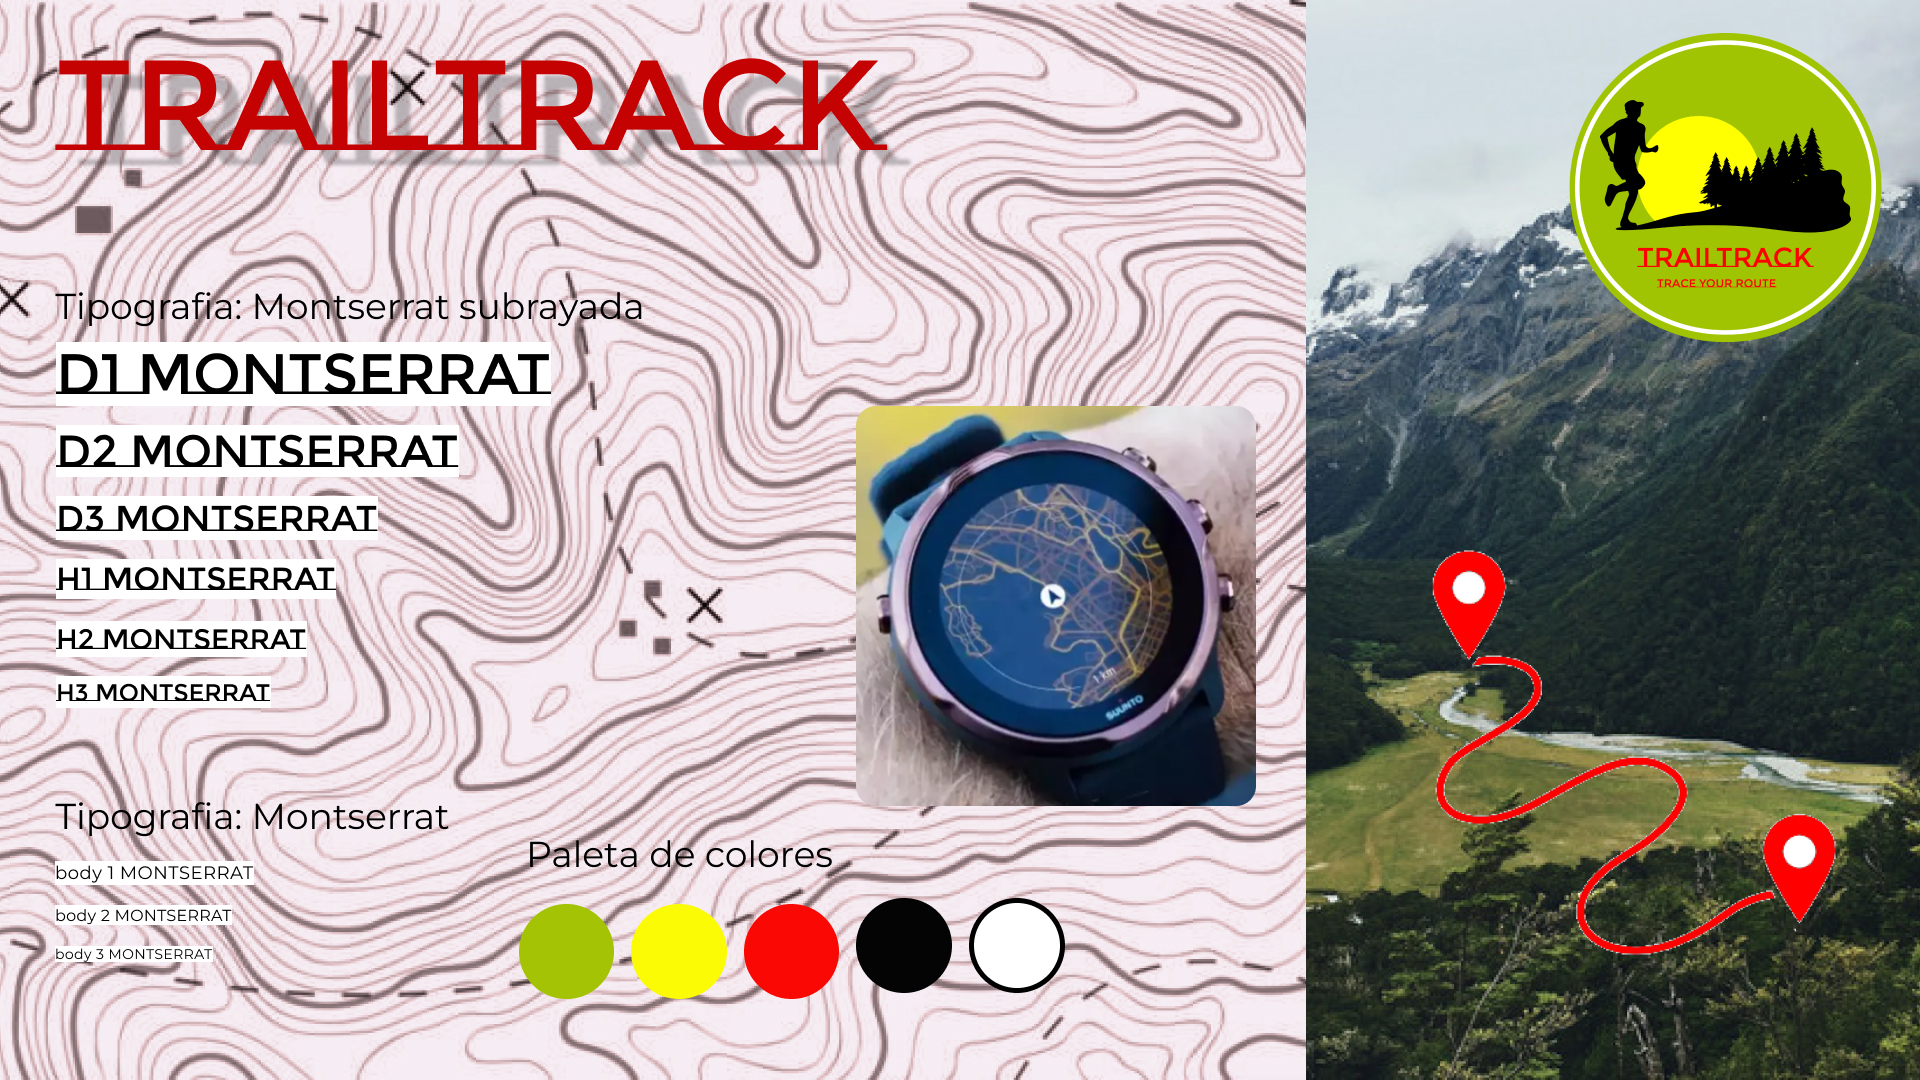 TRAILTRACK
Tipografia: Montserrat subrayada
D1 MONTSERRAT
D2 MONTSERRAT
D3 MONTSERRAT
H1 MONTSERRAT
H2 MONTSERRAT
H3 MONTSERRAT
Tipografia: Montserrat
body 1 MONTSERRAT
body 2 MONTSERRAT
body 3 MONTSERRAT
Paleta de colores
1 km
SUUNTO
TRAILTRACK
TRACE YOUR ROUTE